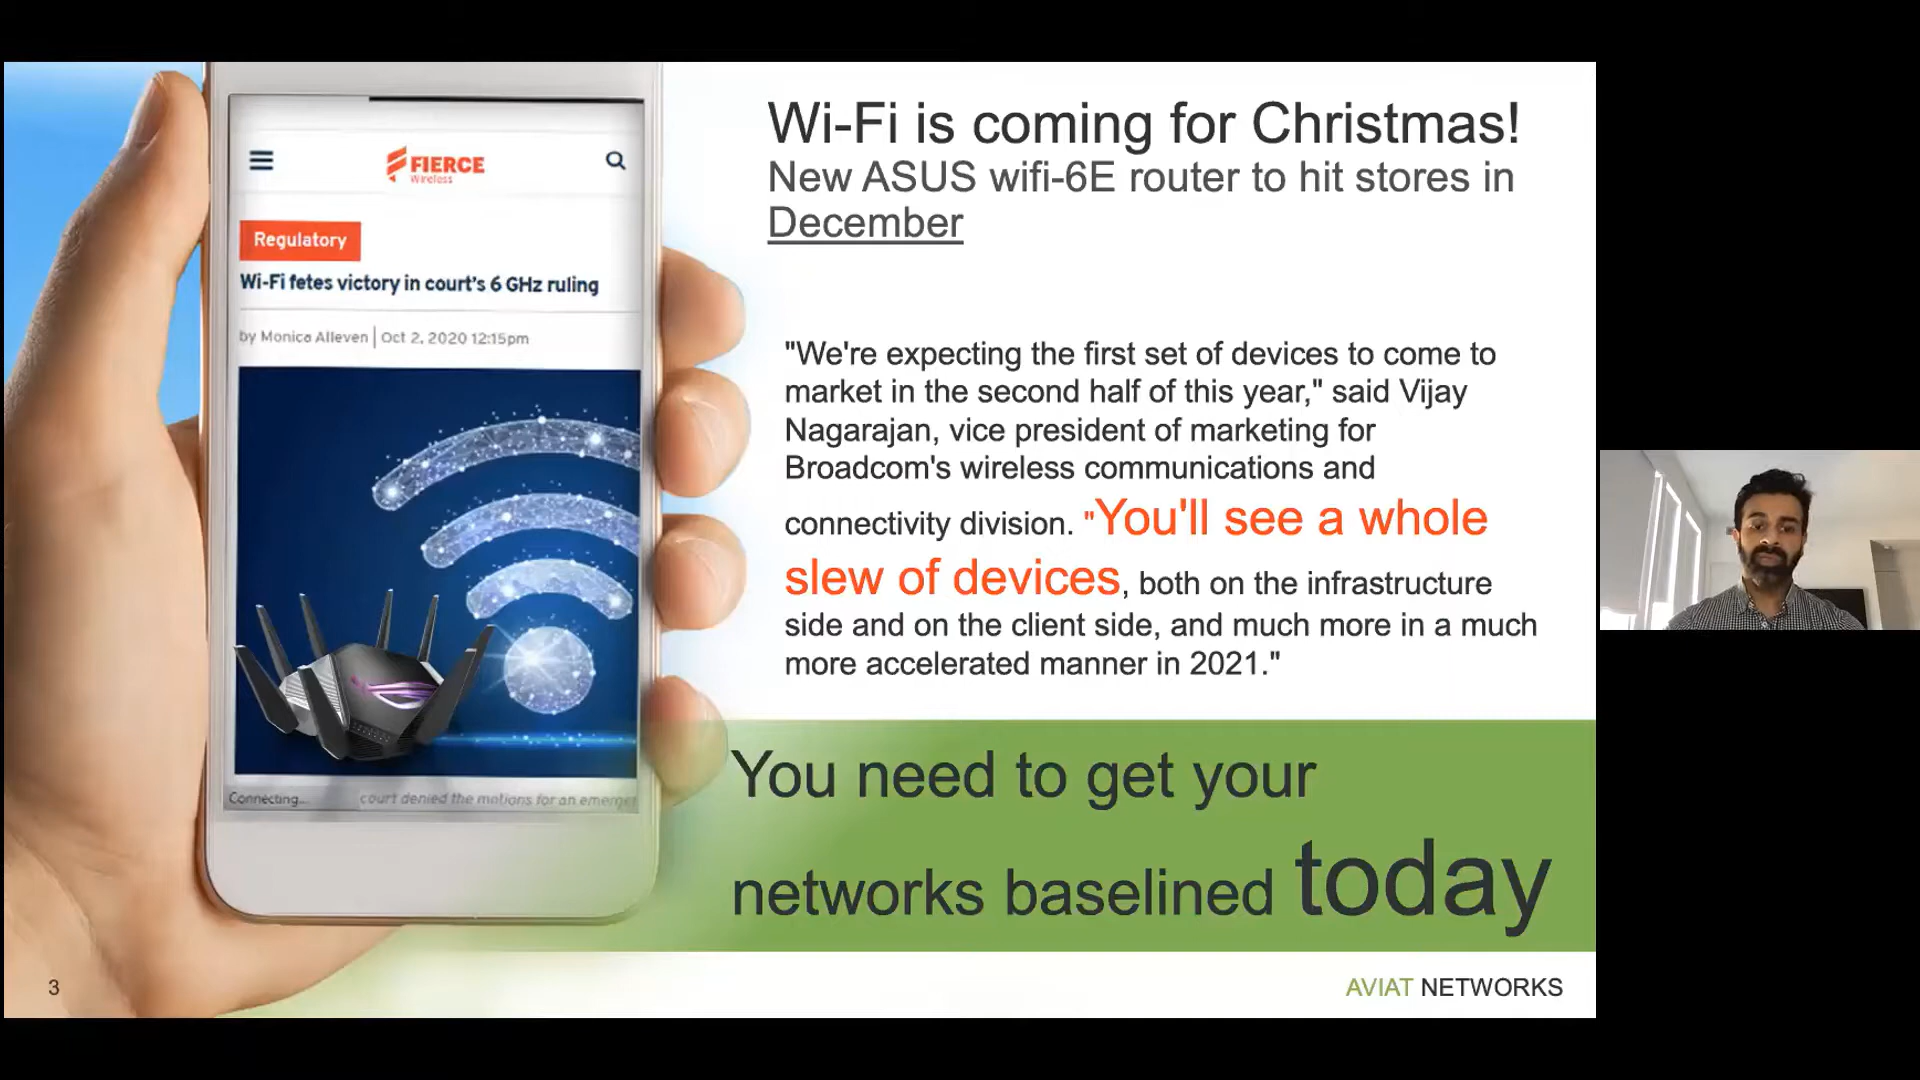 FIERCE
Wireless
Regulatory
Wi-Fi fetes victory in court's 6 GHz ruling
by Monica Alleven | Oct 2, 2020 12:15pm
Connecting... court denied the motions for an emerger
Wi-Fi is coming for Christmas!
New ASUS wifi-6E router to hit stores in
December
"We're expecting the first set of devices to come to
market in the second half of this year," said Vijay
Nagarajan, vice president of marketing for
Broadcom's wireless communications and
connectivity division. "You'll see a whole
slew of devices, both on the infrastructure
side and on the client side, and much more in a much
more accelerated manner in 2021."
You need to get your
networks baselined today
3
AVIAT NETWORKS